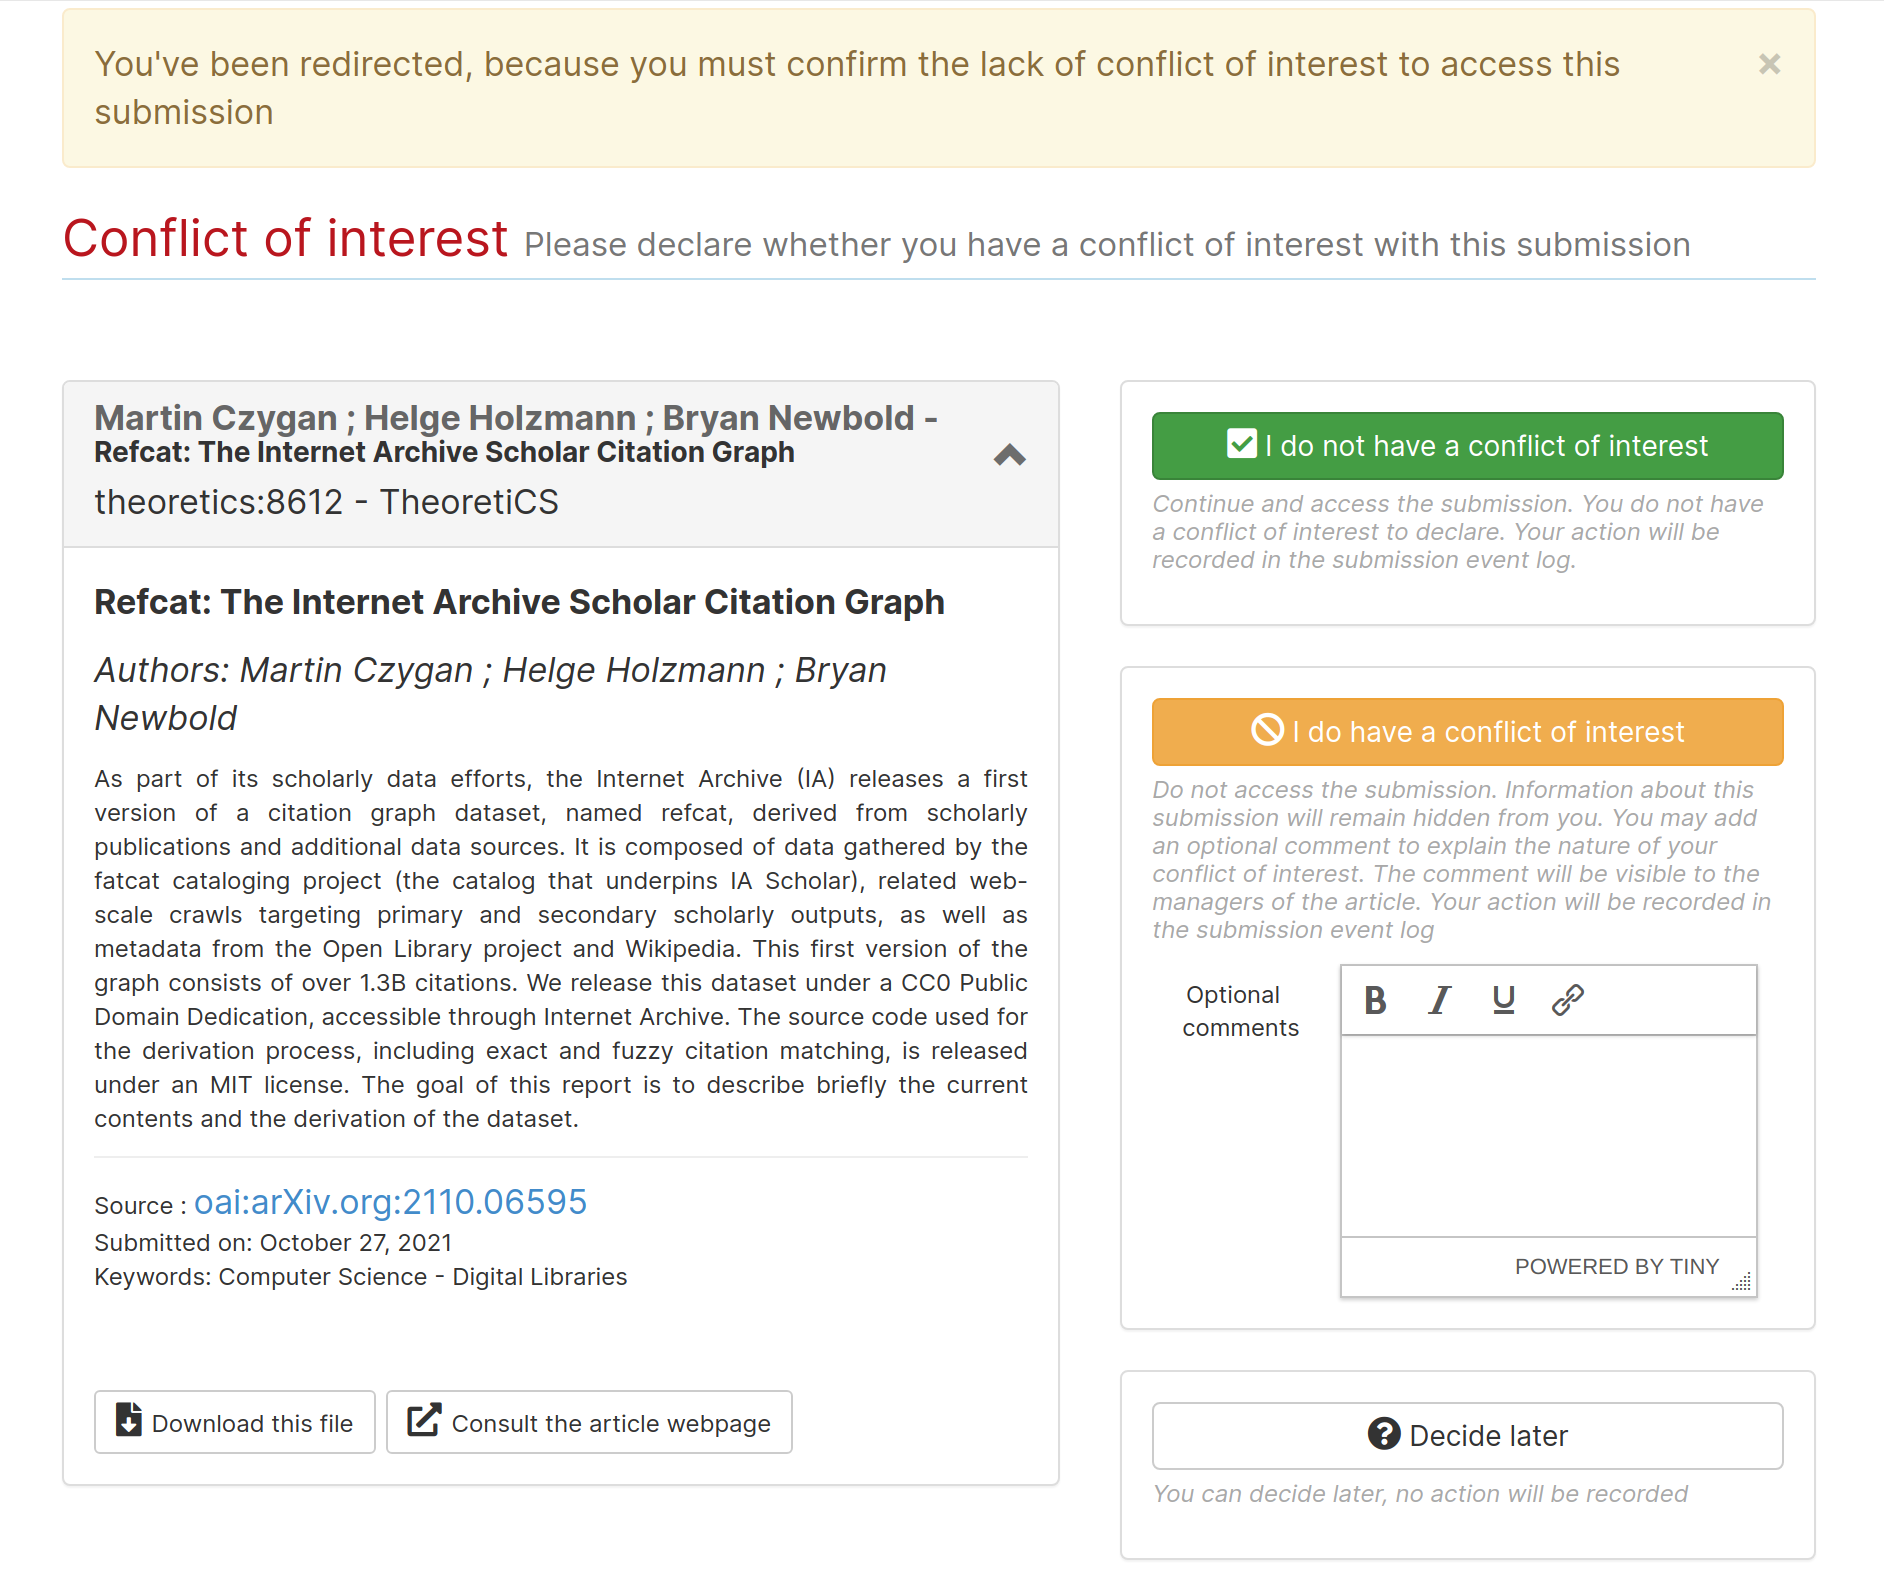 You've been redirected, because you must confirm the lack of conflict of interest to access this
submission
×
Conflict of interest Please declare whether you have a conflict of interest with this submission
Martin Czygan ; Helge Holzmann ; Bryan Newbold -
Refcat: The Internet Archive Scholar Citation Graph
theoretics:8612 - TheoretiCS
Refcat: The Internet Archive Scholar Citation Graph
Authors: Martin Czygan ; Helge Holzmann ; Bryan
Newbold
As part of its scholarly data efforts, the Internet Archive (IA) releases a first
version of a citation graph dataset, named refcat, derived from scholarly
publications and additional data sources. It is composed of data gathered by the
fatcat cataloging project (the catalog that underpins IA Scholar), related web-
scale crawls targeting primary and secondary scholarly outputs, as well as
metadata from the Open Library project and Wikipedia. This first version of the
graph consists of over 1.3B citations. We release this dataset under a CC0 Public
Domain Dedication, accessible through Internet Archive. The source code used for
the derivation process, including exact and fuzzy citation matching, is released
under an MIT license. The goal of this report is to describe briefly the current
contents and the derivation of the dataset.
Source : oai:arXiv.org:2110.06595
Submitted on: October 27, 2021
Keywords: Computer Science - Digital Libraries
Download this file
Consult the article webpage
I do not have a conflict of interest
Continue and access the submission. You do not have
a conflict of interest to declare. Your action will be
recorded in the submission event log.
I do have a conflict of interest
Do not access the submission. Information about this
submission will remain hidden from you. You may add
an optional comment to explain the nature of your
conflict of interest. The comment will be visible to the
managers of the article. Your action will be recorded in
the submission event log
Optional
comments
B I U
POWERED BY TINY
Decide later
You can decide later, no action will be recorded